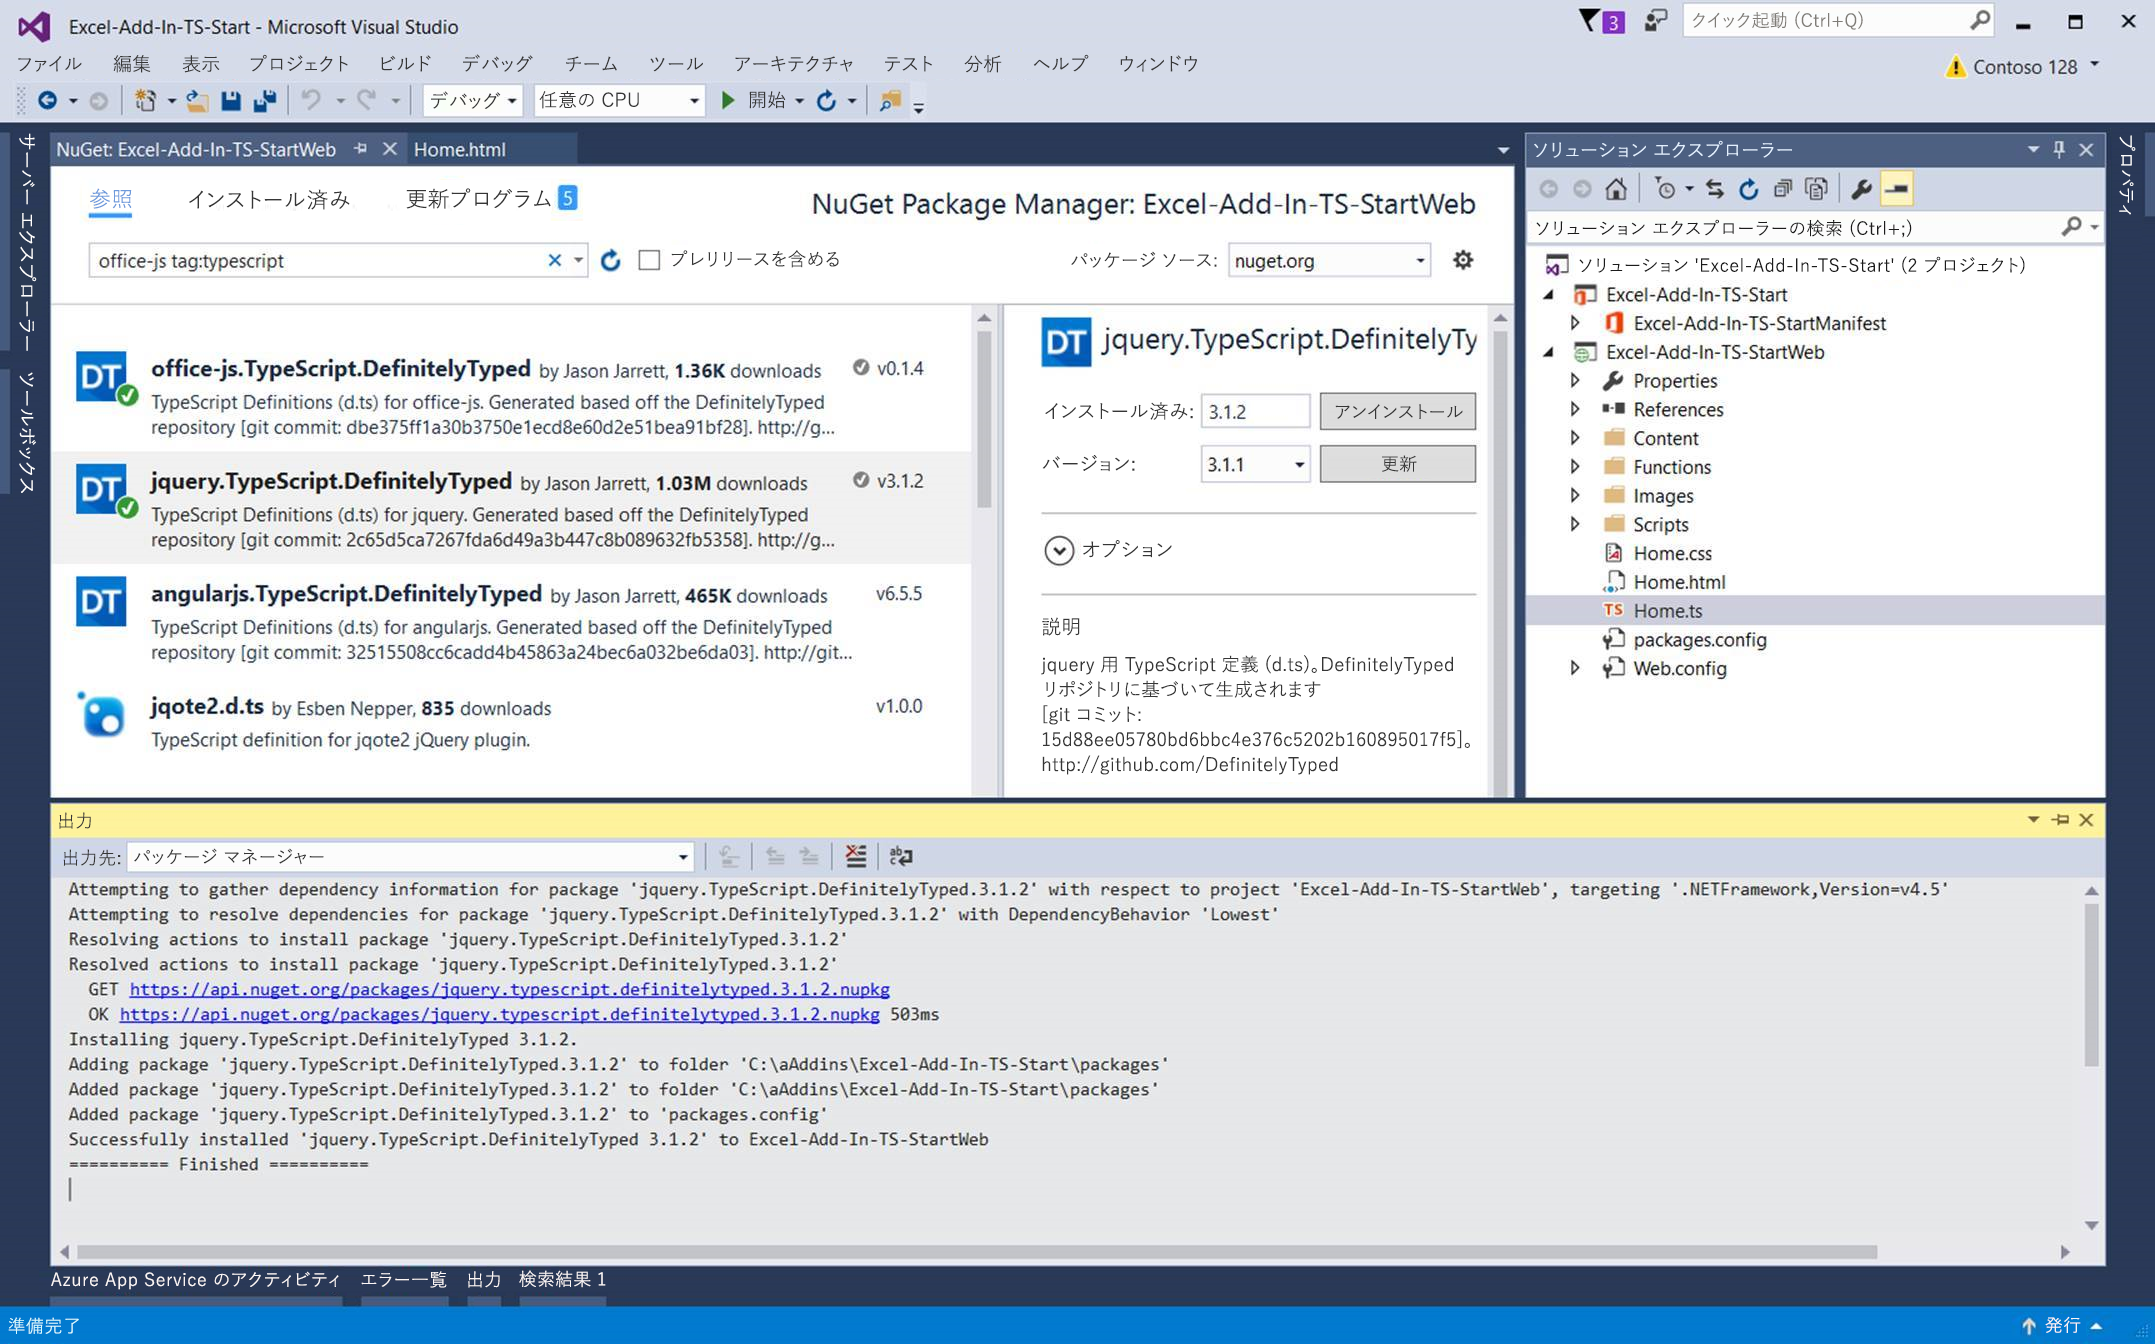 Excel-Add-In-TS-Start - Microsoft Visual Studio
3
クイック起動 (Ctrl+Q)
ファイル 編集 表示 プロジェクト ビルド デバッグ チーム ツール アーキテクチャ テスト 分析 ヘルプ ウィンドウ
Contoso 128
デバッグ 任意の CPU 開始
サーバー エクスプローラー
ツールボックス
NuGet: Excel-Add-In-TS-StartWeb
Home.html
参照 インストール済み 更新プログラム 5
NuGet Package Manager: Excel-Add-In-TS-StartWeb
office-js tag:typescript
プレリリースを含める
パッケージ ソース: nuget.org
DT
office-js.TypeScript.DefinitelyTyped by Jason Jarrett, 1.36K downloads v0.1.4
TypeScript Definitions (d.ts) for office-js. Generated based off the DefinitelyTyped
repository [git commit: dbe375ff1a30b3750e1ecd8e60d2e51bea91bf28]. http://g...
DT
jquery.TypeScript.DefinitelyTyped by Jason Jarrett, 1.03M downloads v3.1.2
TypeScript Definitions (d.ts) for jquery. Generated based off the DefinitelyTyped
repository [git commit: 2c65d5ca7267fda6d49a3b447c8b089632fb5358]. http://g...
DT
angularjs.TypeScript.DefinitelyTyped by Jason Jarrett, 465K downloads v6.5.5
TypeScript Definitions (d.ts) for angularjs. Generated based off the DefinitelyTyped
repository [git commit: 32515508cc6cadd4b45863a24bec6a032be6da03]. http://git...
jqote2.d.ts by Esben Nepper, 835 downloads v1.0.0
TypeScript definition for jqote2 jQuery plugin.
DT jquery.TypeScript.DefinitelyTy
インストール済み: 3.1.2 アンインストール
バージョン: 3.1.1 更新
オプション
説明
jquery 用 TypeScript 定義 (d.ts)。DefinitelyTyped
リポジトリに基づいて生成されます
[git コミット:
15d88ee05780bd6bbc4e376c5202b160895017f5]。
http://github.com/DefinitelyTyped
ソリューション エクスプローラー
ソリューション エクスプローラーの検索 (Ctrl+;)
ソリューション 'Excel-Add-In-TS-Start' (2 プロジェクト)
Excel-Add-In-TS-Start
Excel-Add-In-TS-StartManifest
Excel-Add-In-TS-StartWeb
Properties
References
Content
Functions
Images
Scripts
Home.css
Home.html
TS Home.ts
packages.config
Web.config
プロパティ
出力
出力先: パッケージ マネージャー
Attempting to gather dependency information for package 'jquery.TypeScript.DefinitelyTyped.3.1.2' with respect to project 'Excel-Add-In-TS-StartWeb', targeting '.NETFramework,Version=v4.5'
Attempting to resolve dependencies for package 'jquery.TypeScript.DefinitelyTyped.3.1.2' with DependencyBehavior 'Lowest'
Resolving actions to install package 'jquery.TypeScript.DefinitelyTyped.3.1.2'
Resolved actions to install package 'jquery.TypeScript.DefinitelyTyped.3.1.2'
GET https://api.nuget.org/packages/jquery.typescript.definitelytyped.3.1.2.nupkg
OK https://api.nuget.org/packages/jquery.typescript.definitelytyped.3.1.2.nupkg 503ms
Installing jquery.TypeScript.DefinitelyTyped 3.1.2.
Adding package 'jquery.TypeScript.DefinitelyTyped.3.1.2' to folder 'C:\aAddins\Excel-Add-In-TS-Start\packages'
Added package 'jquery.TypeScript.DefinitelyTyped.3.1.2' to folder 'C:\aAddins\Excel-Add-In-TS-Start\packages'
Added package 'jquery.TypeScript.DefinitelyTyped.3.1.2' to 'packages.config'
Successfully installed 'jquery.TypeScript.DefinitelyTyped 3.1.2' to Excel-Add-In-TS-StartWeb
========== Finished ==========
Azure App Service のアクティビティ エラー一覧 出力 検索結果 1
準備完了
発行